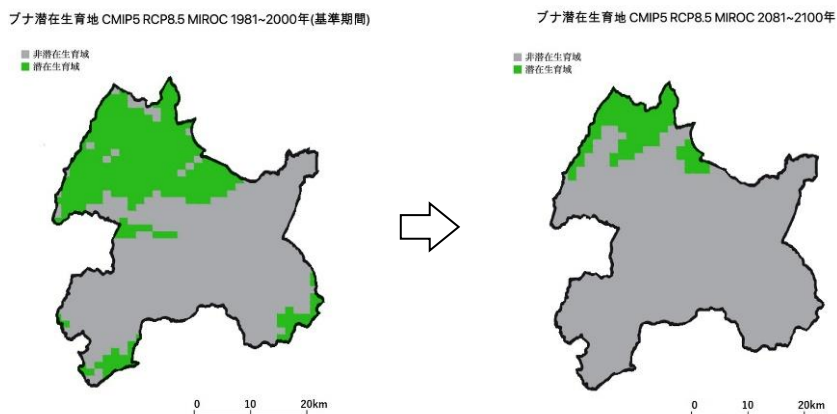 ブナ潜在生育地 CMIP5 RCP8.5 MIROC 1981~2000年(基準期間)
非潜在生育域
潜在生育域
0 10 20km
ブナ潜在生育地 CMIP5 RCP8.5 MIROC 2081~2100年
非潜在生育域
潜在生育域
0 10 20km